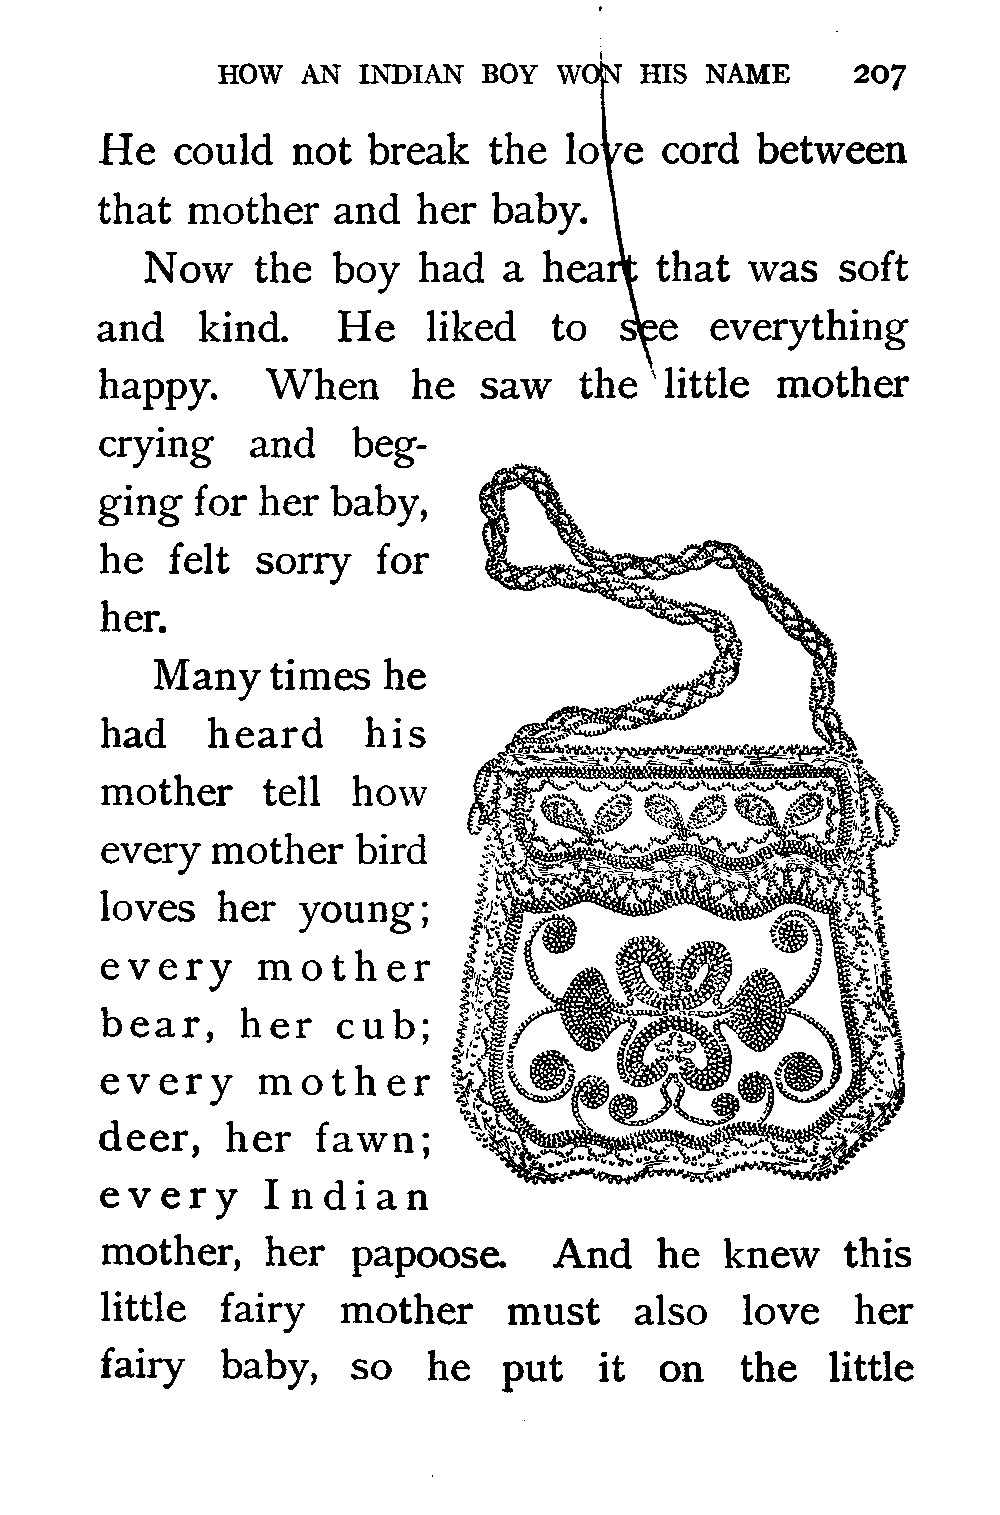 HOW AN INDIAN BOY WON HIS NAME 207
He could not break the love cord between
that mother and her baby.
Now the boy had a heart that was soft
and kind. He liked to see everything
happy. When he saw the little mother
crying and beg-
ging for her baby,
he felt sorry for
her.
Many times he
had heard his
mother tell how
every mother bird
loves her young;
every mother
bear, her cub;
every mother
deer, her fawn;
every Indian
mother, her papoose. And he knew this
little fairy mother must also love her
fairy baby, so he put it on the little